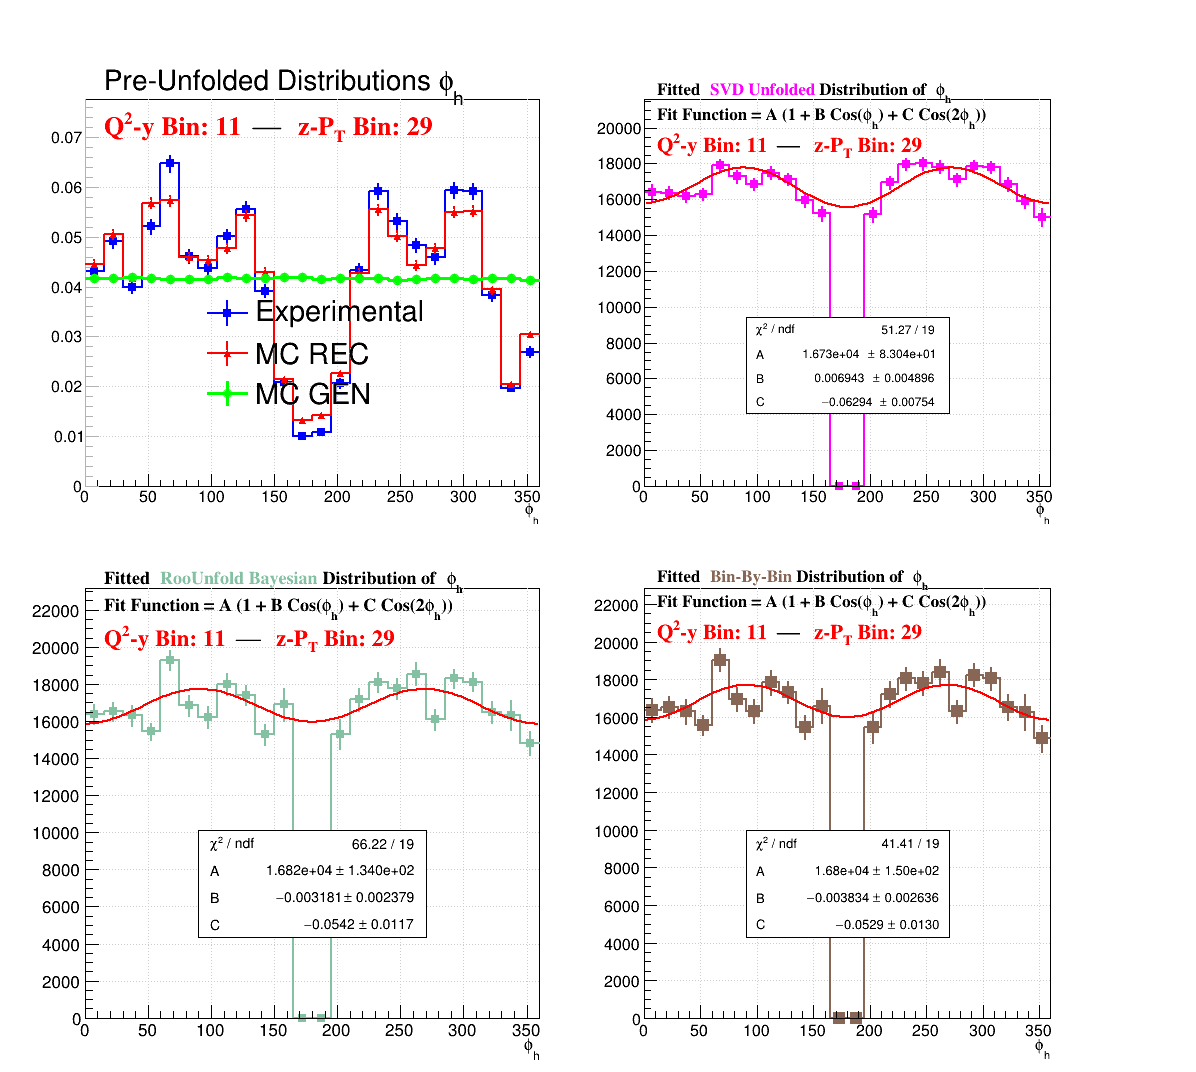 Pre-Unfolded Distributions ϕh
Q²-y Bin: 11 — z-PT Bin: 29
0.07
0.06
0.05
0.04
0.03
0.02
0.01
0
Experimental
MC REC
MC GEN
0 50 100 150 200 250 300 350
ϕh
Fitted SVD Unfolded Distribution of ϕh
Fit Function = A (1 + B Cos(ϕh) + C Cos(2ϕh))
Q²-y Bin: 11 — z-PT Bin: 29
20000
18000
16000
14000
12000
10000
8000
6000
4000
2000
0
χ² / ndf 51.27 / 19
A 1.673e+04 ± 8.304e+01
B 0.006943 ± 0.004896
C −0.06294 ± 0.00754
0 50 100 150 200 250 300 350
ϕh
Fitted RooUnfold Bayesian Distribution of ϕh
Fit Function = A (1 + B Cos(ϕh) + C Cos(2ϕh))
Q²-y Bin: 11 — z-PT Bin: 29
22000
20000
18000
16000
14000
12000
10000
8000
6000
4000
2000
0
χ² / ndf 66.22 / 19
A 1.682e+04 ± 1.340e+02
B −0.003181 ± 0.002379
C −0.0542 ± 0.0117
0 50 100 150 200 250 300 350
ϕh
Fitted Bin-By-Bin Distribution of ϕh
Fit Function = A (1 + B Cos(ϕh) + C Cos(2ϕh))
Q²-y Bin: 11 — z-PT Bin: 29
22000
20000
18000
16000
14000
12000
10000
8000
6000
4000
2000
0
χ² / ndf 41.41 / 19
A 1.68e+04 ± 1.50e+02
B −0.003834 ± 0.002636
C −0.0529 ± 0.0130
0 50 100 150 200 250 300 350
ϕh